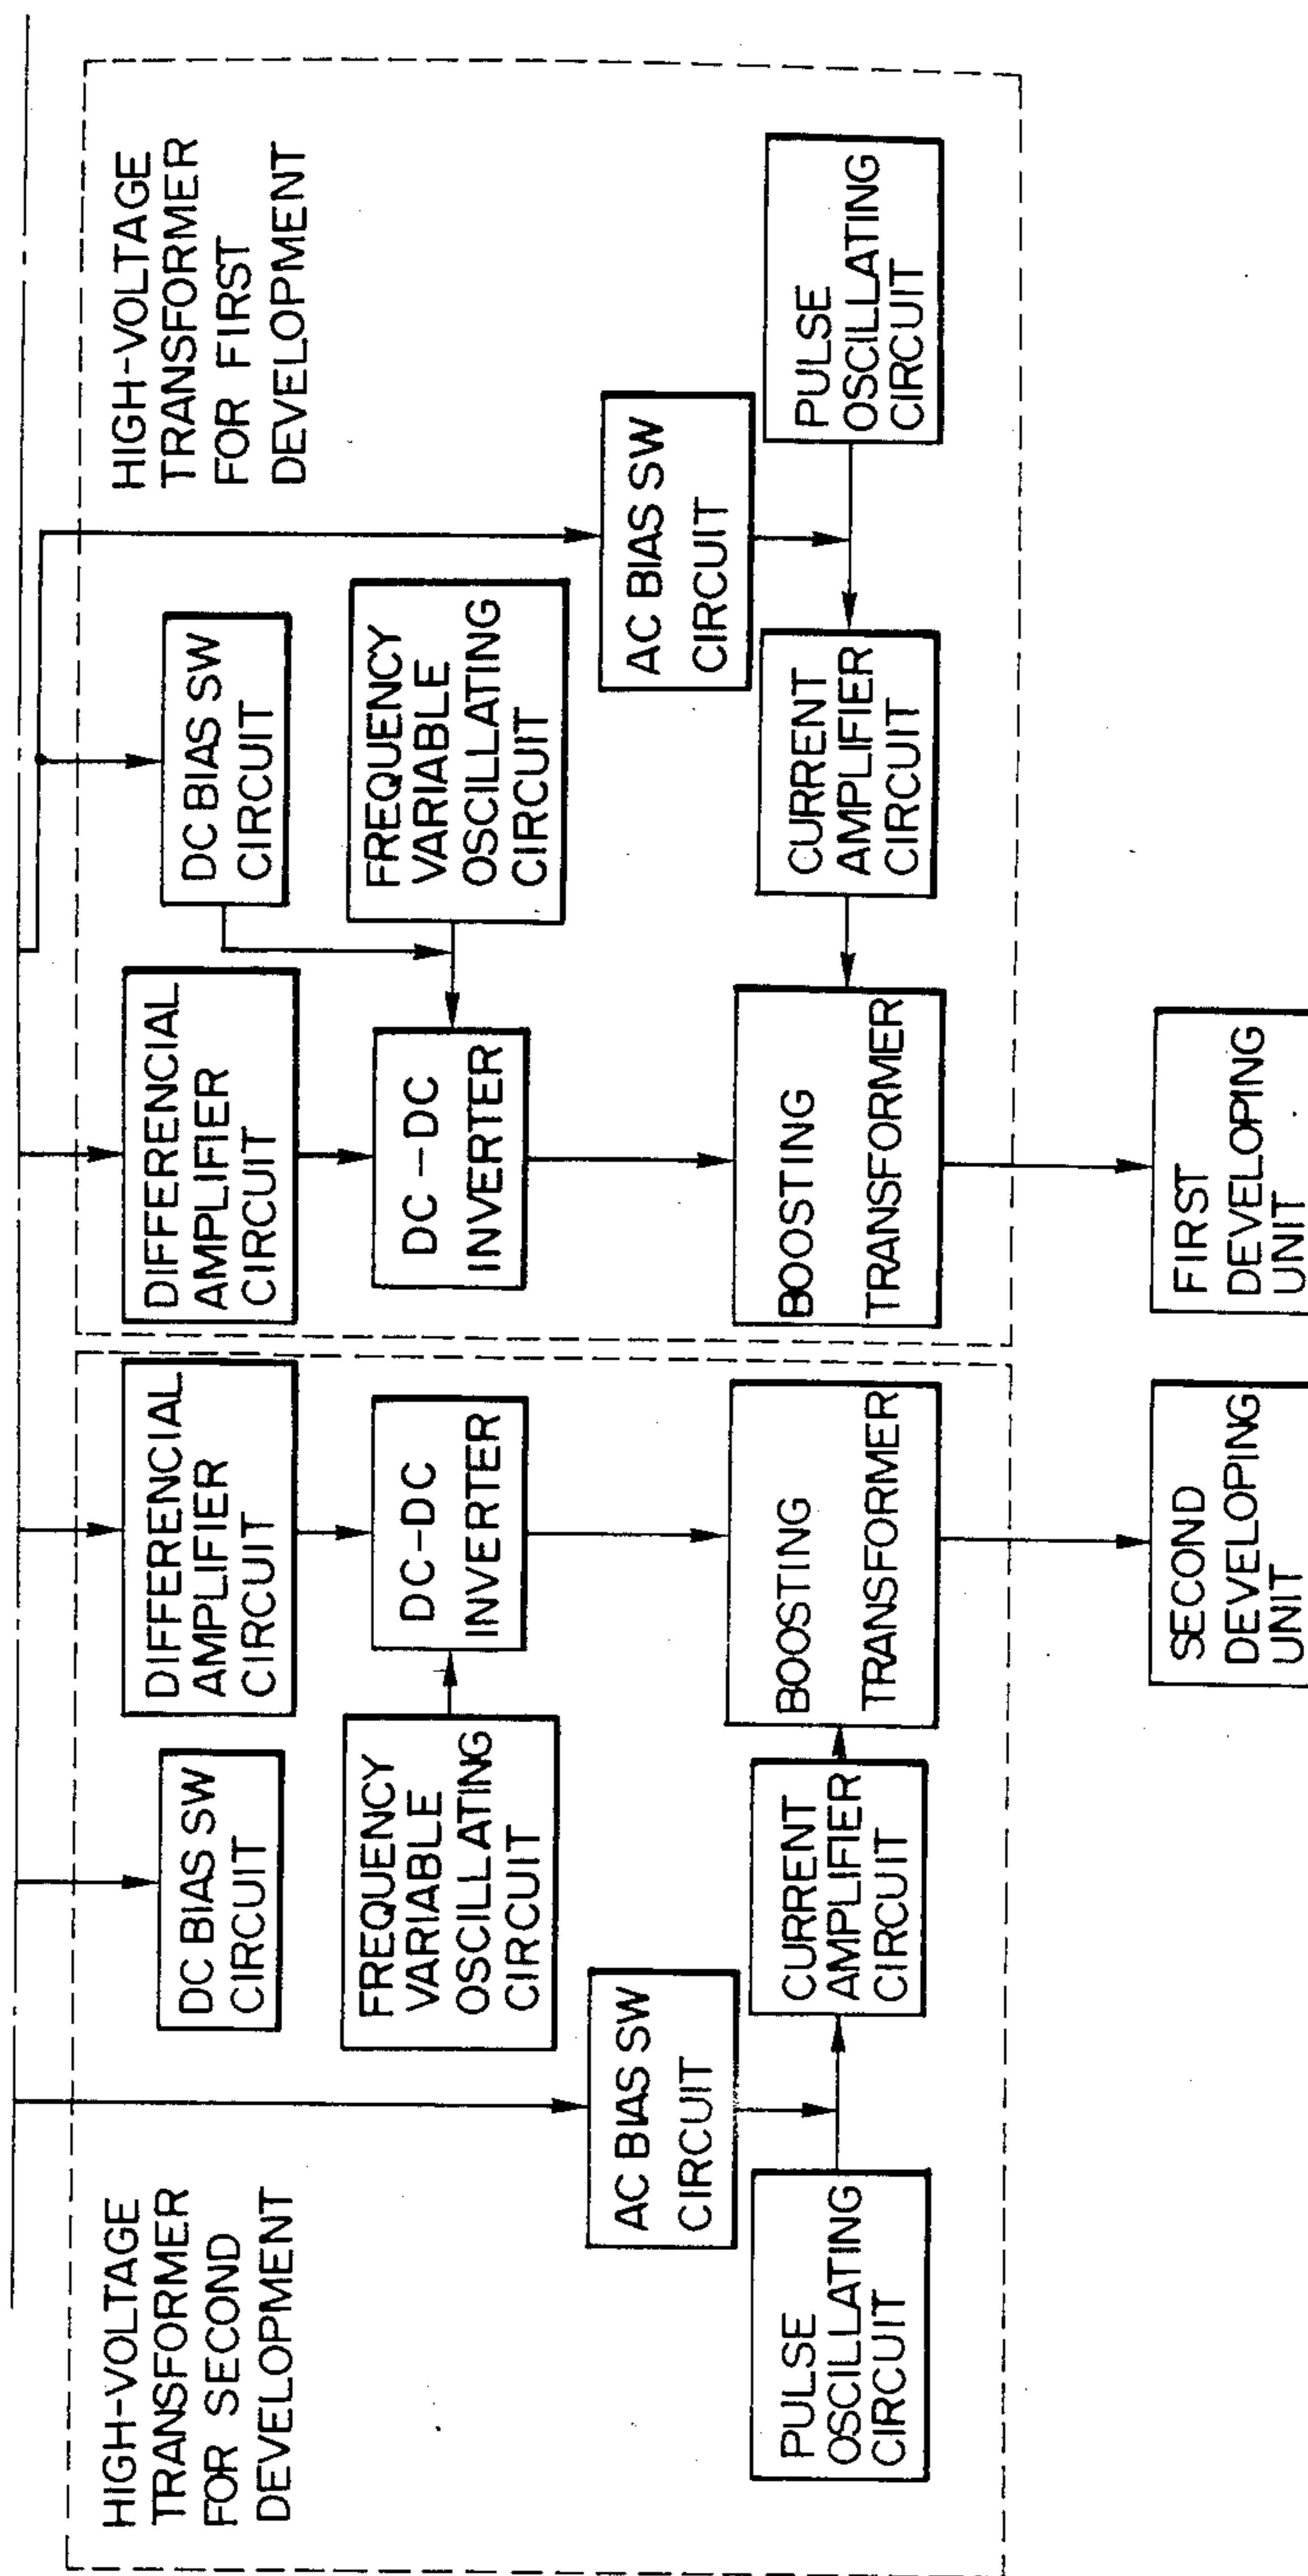 HIGH-VOLTAGE
TRANSFORMER
FOR SECOND
DEVELOPMENT
DC BIAS SW
CIRCUIT
DIFFERENCIAL
AMPLIFIER
CIRCUIT
FREQUENCY
VARIABLE
OSCILLATING
CIRCUIT
DC-DC
INVERTER
AC BIAS SW
CIRCUIT
PULSE
OSCILLATING
CIRCUIT
CURRENT
AMPLIFIER
CIRCUIT
BOOSTING
TRANSFORMER
SECOND
DEVELOPING
UNIT
HIGH-VOLTAGE
TRANSFORMER
FOR FIRST
DEVELOPMENT
DIFFERENCIAL
AMPLIFIER
CIRCUIT
DC BIAS SW
CIRCUIT
DC-DC
INVERTER
FREQUENCY
VARIABLE
OSCILLATING
CIRCUIT
AC BIAS SW
CIRCUIT
BOOSTING
TRANSFORMER
CURRENT
AMPLIFIER
CIRCUIT
PULSE
OSCILLATING
CIRCUIT
FIRST
DEVELOPING
UNIT